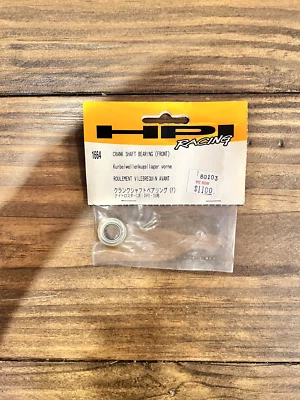 HPI
RACING
1664 CRANK SHAFT BEARING (FRONT)
Kurbelwellenkugellager vorne
ROULEMENT VILEBREQUIN AVANT
クランクシャフトベアリング (F)
80103
$11.00